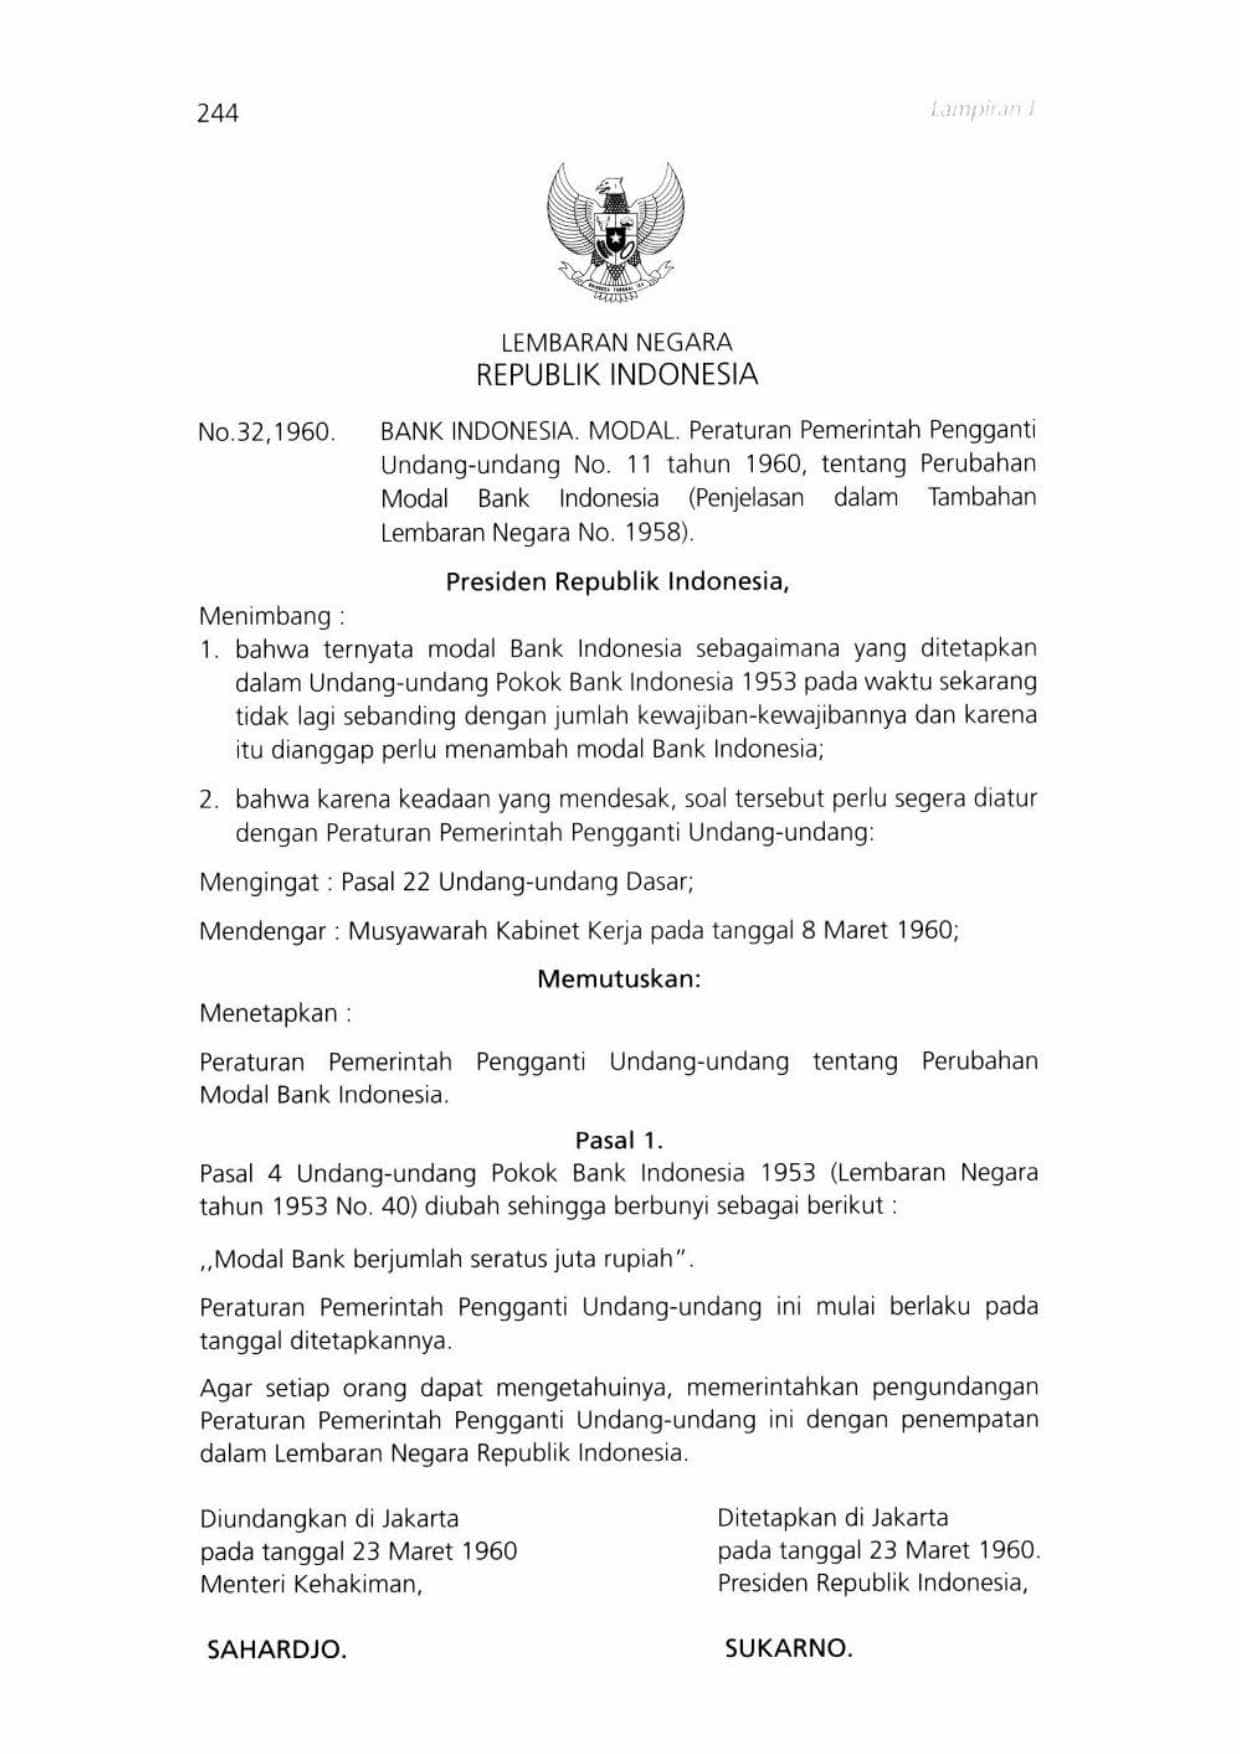 244
Lampiran I
LEMBARAN NEGARA
REPUBLIK INDONESIA
No.32,1960.
BANK INDONESIA. MODAL. Peraturan Pemerintah Pengganti
Undang-undang No. 11 tahun 1960, tentang Perubahan
Modal Bank Indonesia (Penjelasan dalam Tambahan
Lembaran Negara No. 1958).
Presiden Republik Indonesia,
Menimbang :
1. bahwa ternyata modal Bank Indonesia sebagaimana yang ditetapkan
dalam Undang-undang Pokok Bank Indonesia 1953 pada waktu sekarang
tidak lagi sebanding dengan jumlah kewajiban-kewajibannya dan karena
itu dianggap perlu menambah modal Bank Indonesia;
2. bahwa karena keadaan yang mendesak, soal tersebut perlu segera diatur
dengan Peraturan Pemerintah Pengganti Undang-undang:
Mengingat : Pasal 22 Undang-undang Dasar;
Mendengar : Musyawarah Kabinet Kerja pada tanggal 8 Maret 1960;
Memutuskan:
Menetapkan :
Peraturan Pemerintah Pengganti Undang-undang tentang Perubahan
Modal Bank Indonesia.
Pasal 1.
Pasal 4 Undang-undang Pokok Bank Indonesia 1953 (Lembaran Negara
tahun 1953 No. 40) diubah sehingga berbunyi sebagai berikut :
,,Modal Bank berjumlah seratus juta rupiah”.
Peraturan Pemerintah Pengganti Undang-undang ini mulai berlaku pada
tanggal ditetapkannya.
Agar setiap orang dapat mengetahuinya, memerintahkan pengundangan
Peraturan Pemerintah Pengganti Undang-undang ini dengan penempatan
dalam Lembaran Negara Republik Indonesia.
Diundangkan di Jakarta
pada tanggal 23 Maret 1960
Menteri Kehakiman,
SAHARDJO.
Ditetapkan di Jakarta
pada tanggal 23 Maret 1960.
Presiden Republik Indonesia,
SUKARNO.